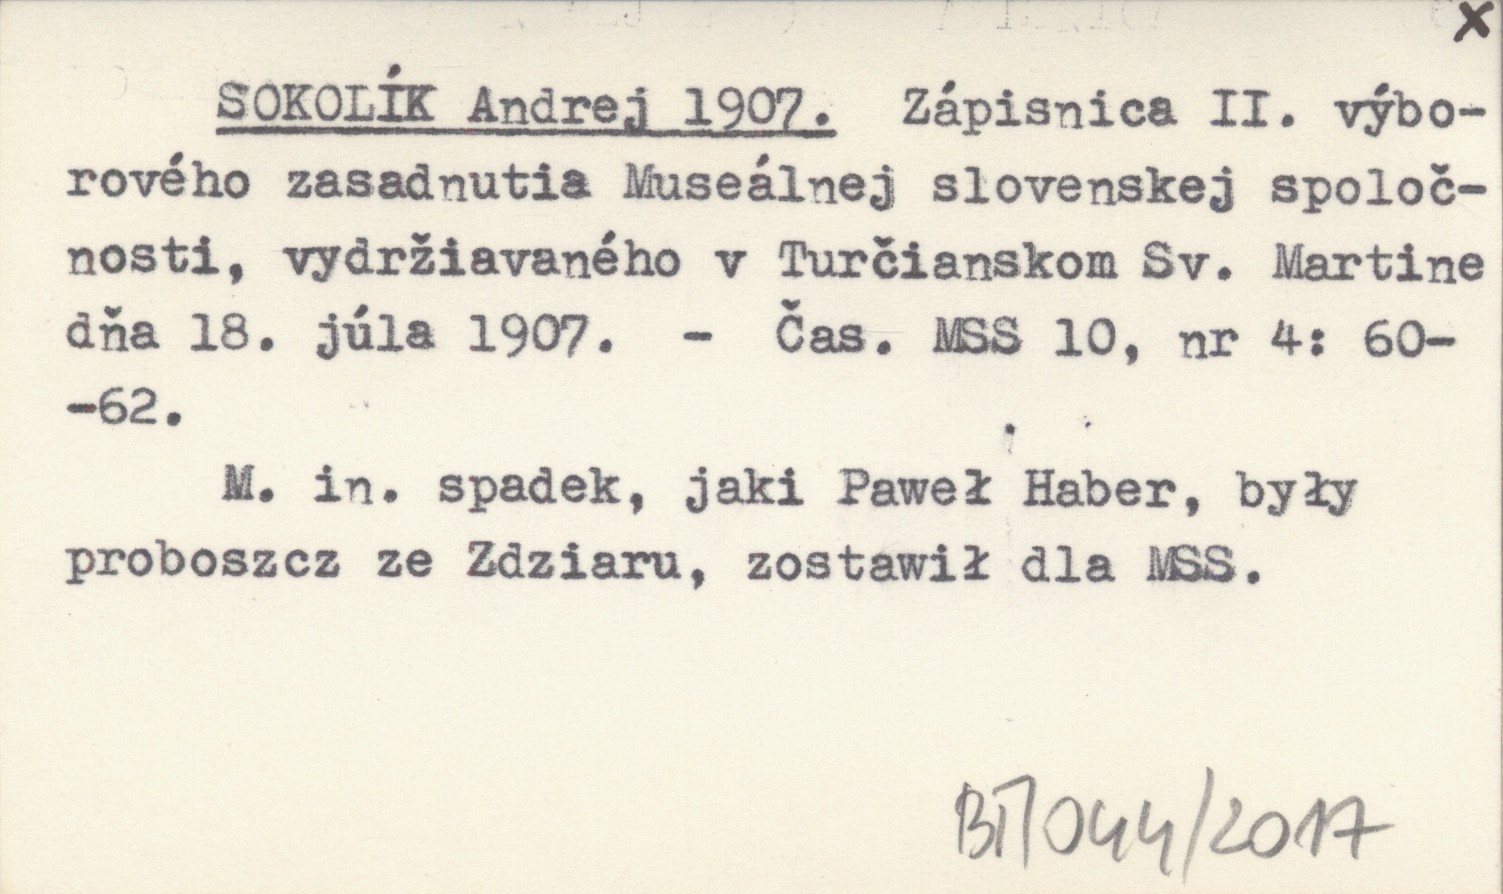 x
SOKOLÍK Andrej 1907. Zápisnica II. výbo-
rového zasadnutia Museálnej slovenskej spoloč-
nosti, vydržiavaného v Turčianskom Sv. Martine
dňa 18. júla 1907. - Čas. MSS 10, nr 4: 60-
-62.
M. in. spadek, jaki Paweł Haber, były
proboszcz ze Zdziaru, zostawił dla MSS.
BT/044/2017